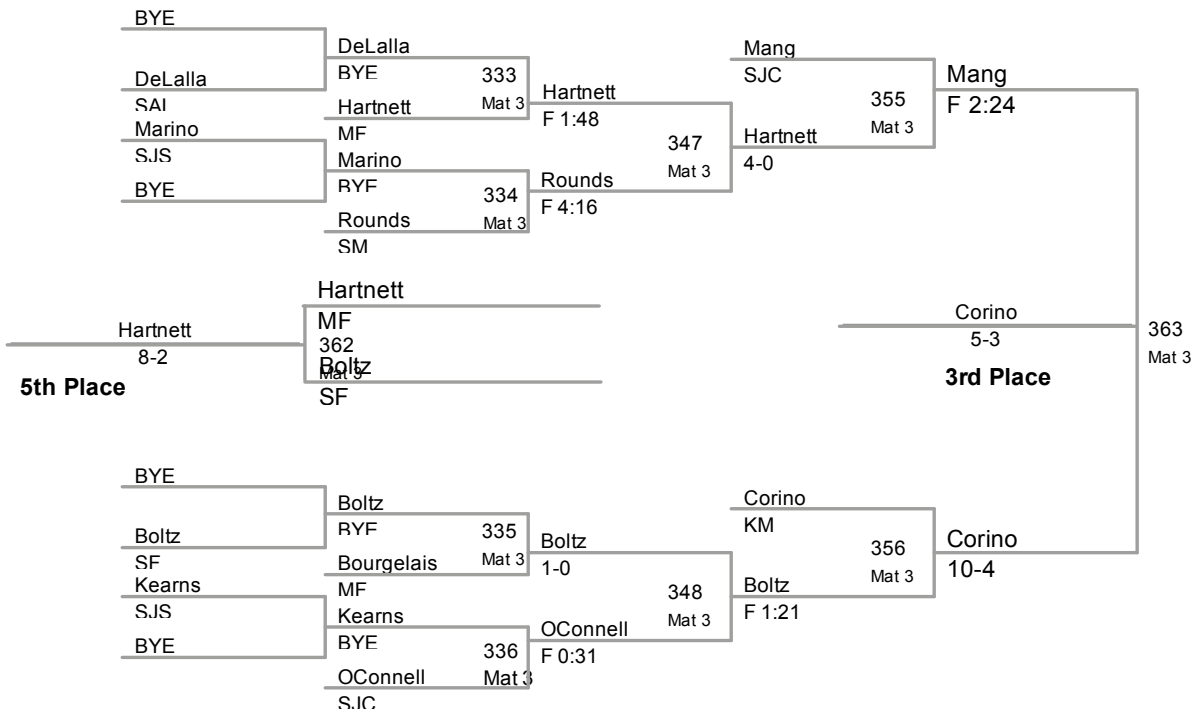 BYE
DeLalla
SAL
Marino
SJS
BYE
DeLalla
BYE
333
Mat 3
Hartnett
MF
Marino
BYE
334
Mat 3
Rounds
SM
Hartnett
F 1:48
347
Mat 3
Rounds
F 4:16
Mang
SJC
355
Mat 3
Hartnett
4-0
Mang
F 2:24
Hartnett
MF
362
Mat 3
Boltz
SF
Hartnett
8-2
5th Place
Corino
5-3
3rd Place
363
Mat 3
BYE
Boltz
SF
Kearns
SJS
BYE
Boltz
BYE
335
Mat 3
Bourgelais
MF
Kearns
BYE
336
Mat 3
OConnell
SJC
Boltz
1-0
348
Mat 3
OConnell
F 0:31
Corino
KM
356
Mat 3
Boltz
F 1:21
Corino
10-4